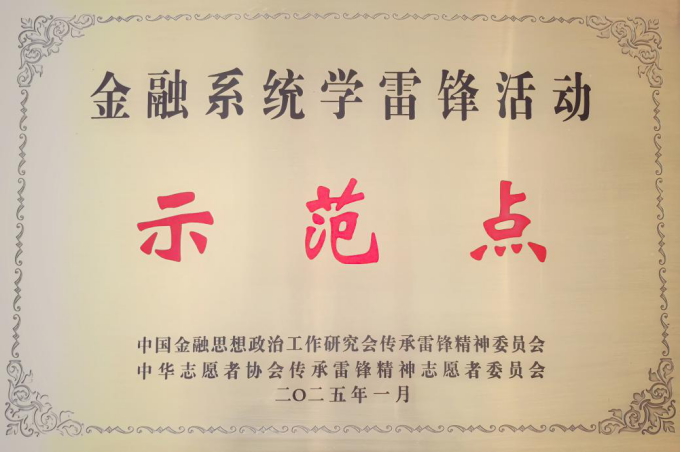 金融系统学雷锋活动
示范点
中国金融思想政治工作研究会传承雷锋精神委员会
中华志愿者协会传承雷锋精神志愿者委员会
二〇二五年一月